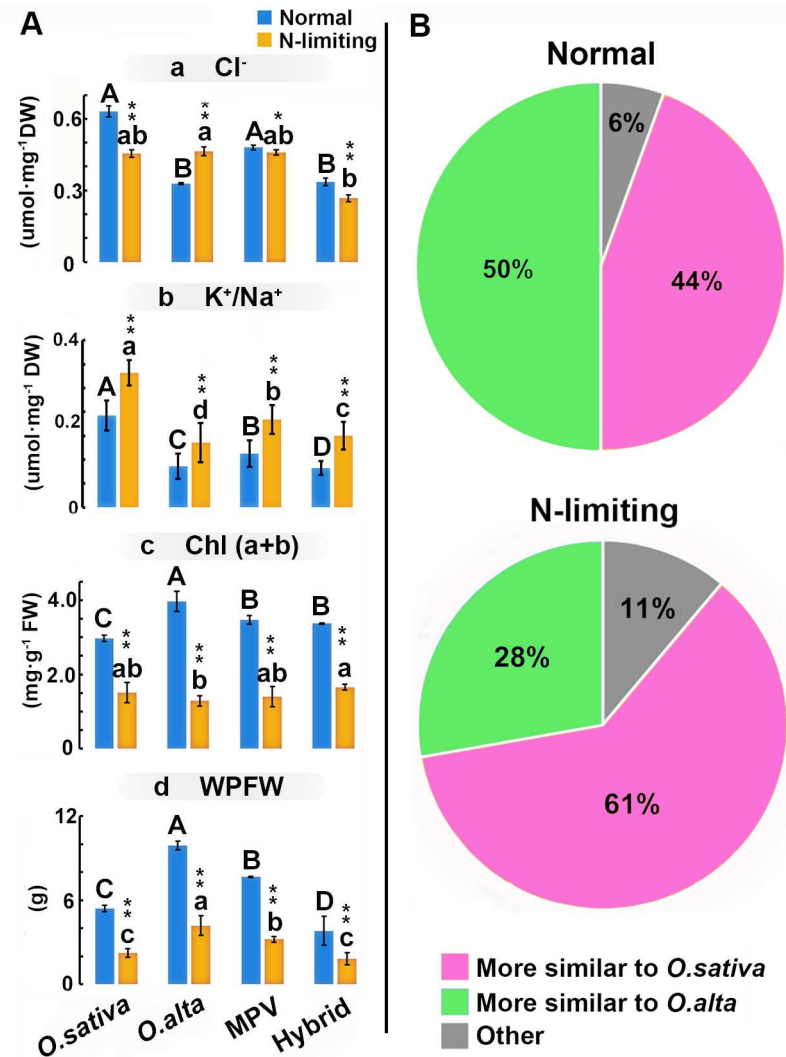 A
Normal
N-limiting
a Cl-
(umol·mg-1DW)
0.6
0.3
0
A
**
ab
B
**
a
A
*
ab
B
**
b
b K+/Na+
(umol·mg-1 DW)
0.4
0.2
0
A
**
a
C
**
d
B
**
b
D
**
c
c Chl (a+b)
(mg·g-1 FW)
4.0
2.0
0
C
**
ab
A
**
b
B
**
ab
B
**
a
d WPFW
(g)
12
6
0
C
**
c
A
**
a
B
**
b
D
**
c
O.sativa
O.alta
MPV
Hybrid
B
Normal
6%
50%
44%
N-limiting
11%
28%
61%
More similar to O.sativa
More similar to O.alta
Other